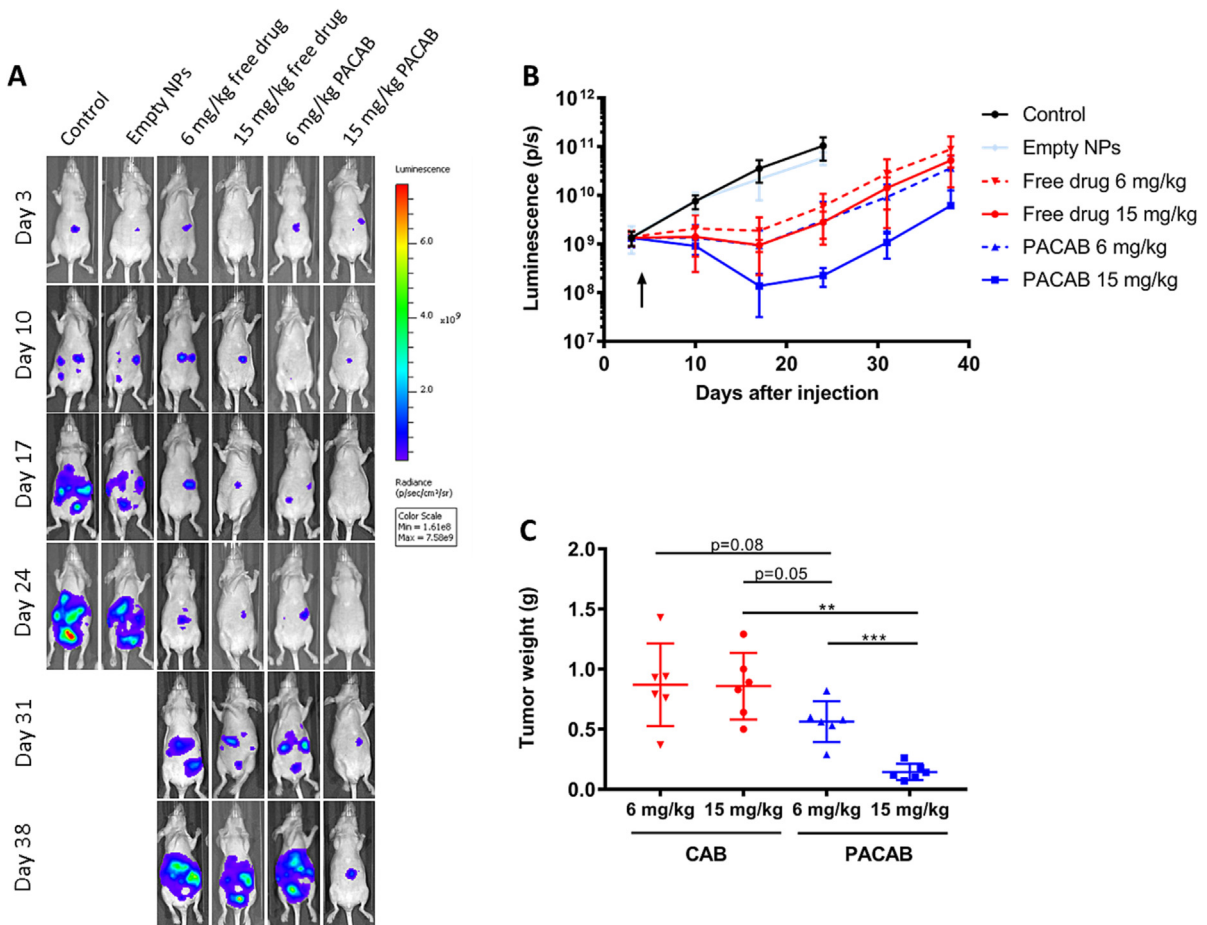 A
Control
Empty NPs
6 mg/kg free drug
15 mg/kg free drug
6 mg/kg PACAB
15 mg/kg PACAB
Day 3
Day 10
Day 17
Day 24
Day 31
Day 38
Luminescence
6.0
4.0
x10⁹
2.0
Radiance
(p/sec/cm²/sr)
Color Scale
Min = 1.61e8
Max = 7.58e9
B
Luminescence (p/s)
10¹²
10¹¹
10¹⁰
10⁹
10⁸
10⁷
0
10
20
30
40
Days after injection
Control
Empty NPs
Free drug 6 mg/kg
Free drug 15 mg/kg
PACAB 6 mg/kg
PACAB 15 mg/kg
C
Tumor weight (g)
2.0
1.5
1.0
0.5
0.0
p=0.08
p=0.05
**
***
6 mg/kg
15 mg/kg
6 mg/kg
15 mg/kg
CAB
PACAB